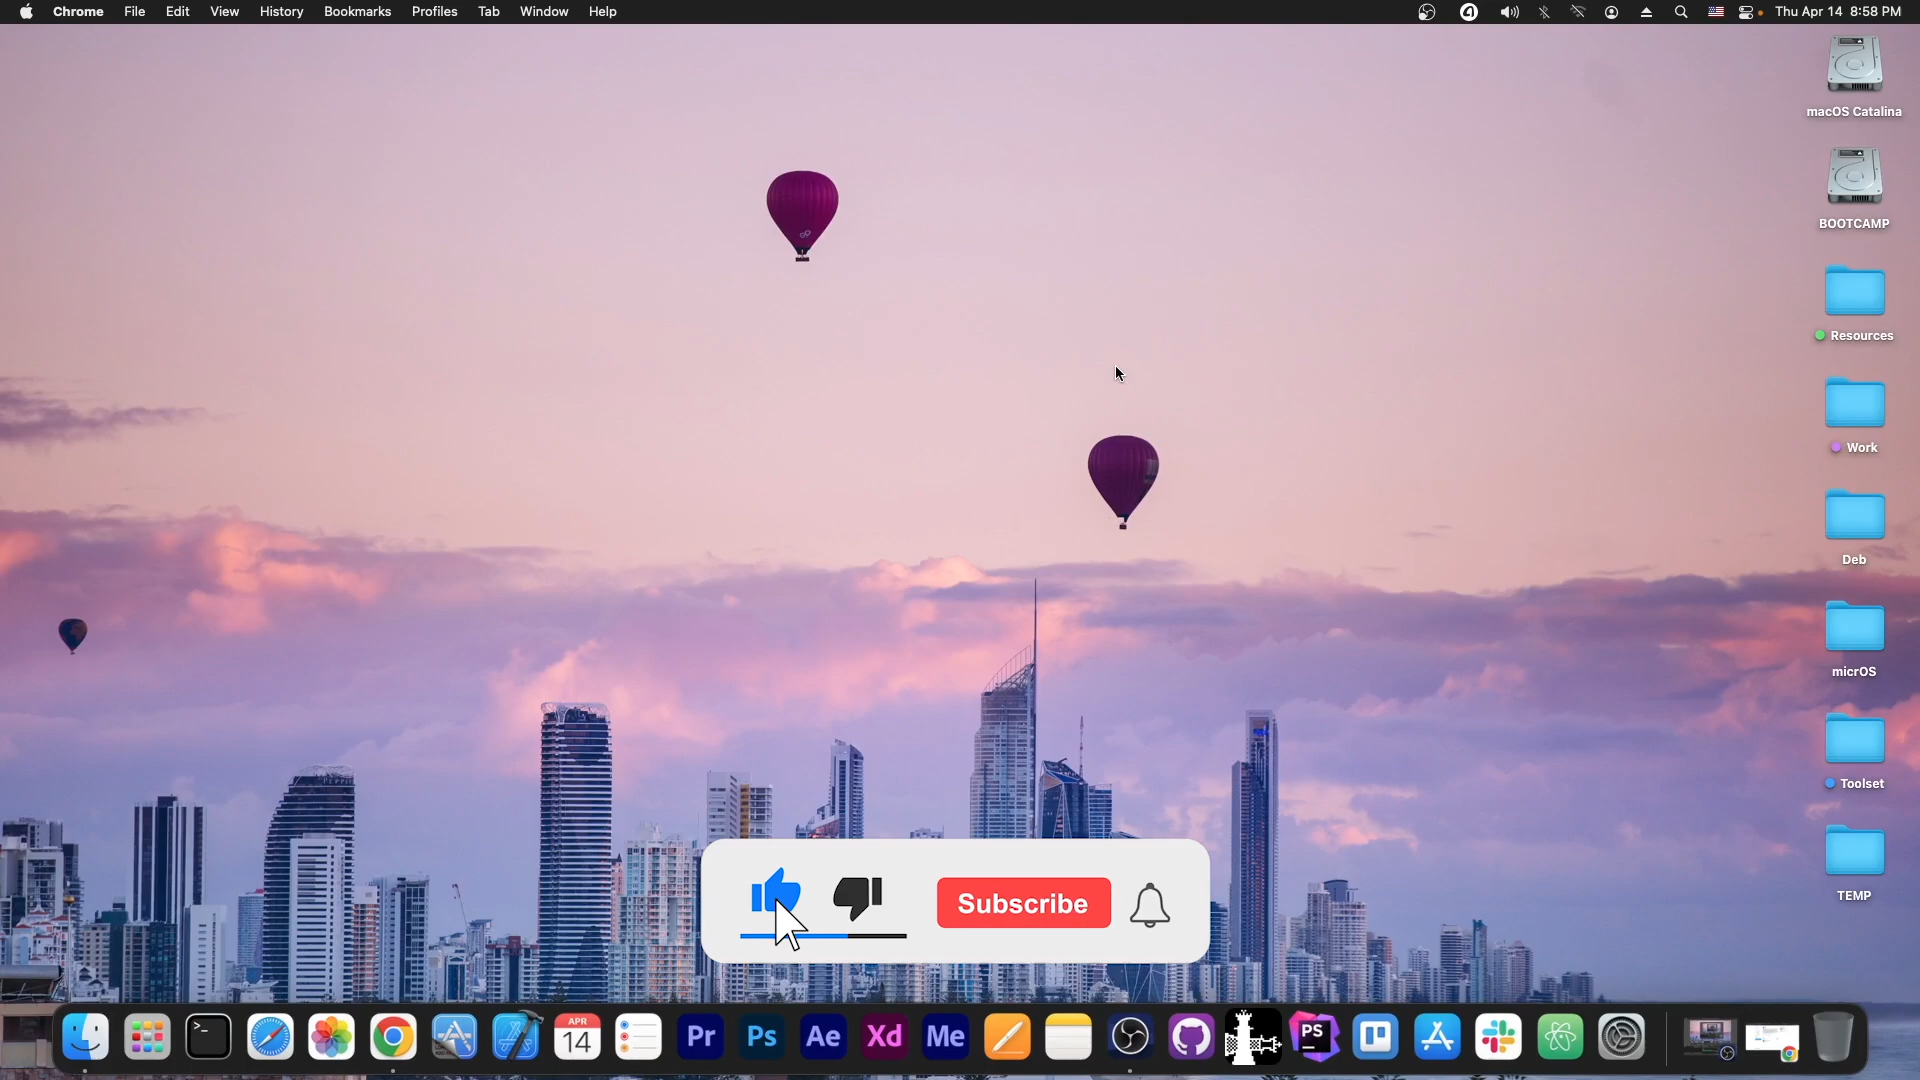 Chrome File Edit View History Bookmarks Profiles Tab Window Help
Thu Apr 14 8:58 PM
macOS Catalina
BOOTCAMP
Resources
Work
Deb
micrOS
Toolset
TEMP
Subscribe
APR
14
Pr
Ps
Ae
Xd
Me
PS